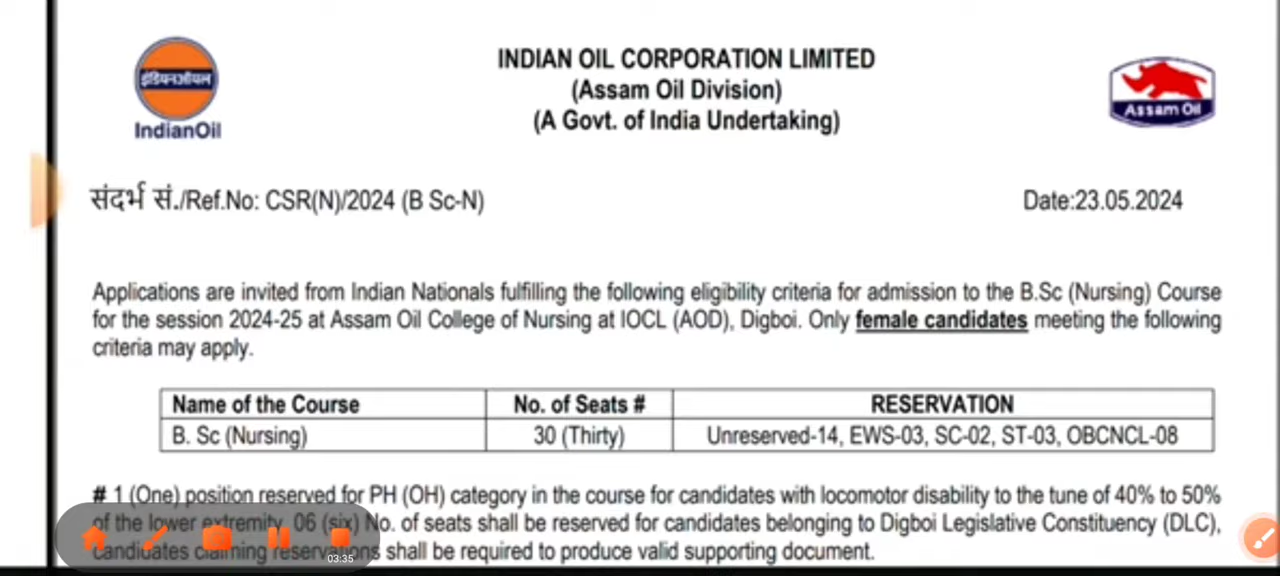 इंडियनऑयल
IndianOil
INDIAN OIL CORPORATION LIMITED
(Assam Oil Division)
(A Govt. of India Undertaking)
Assam Oil
संदर्भ सं./Ref.No: CSR(N)/2024 (B Sc-N)
Date:23.05.2024
Applications are invited from Indian Nationals fulfilling the following eligibility criteria for admission to the B.Sc (Nursing) Course
for the session 2024-25 at Assam Oil College of Nursing at IOCL (AOD), Digboi. Only female candidates meeting the following
criteria may apply.
Name of the Course No. of Seats # RESERVATION
B. Sc (Nursing) 30 (Thirty) Unreserved-14, EWS-03, SC-02, ST-03, OBCNCL-08
# 1 (One) position reserved for PH (OH) category in the course for candidates with locomotor disability to the tune of 40% to 50%
of the lower extremity. 06 (six) No. of seats shall be reserved for candidates belonging to Digboi Legislative Constituency (DLC),
candidates claiming reservations shall be required to produce valid supporting document.
03:35